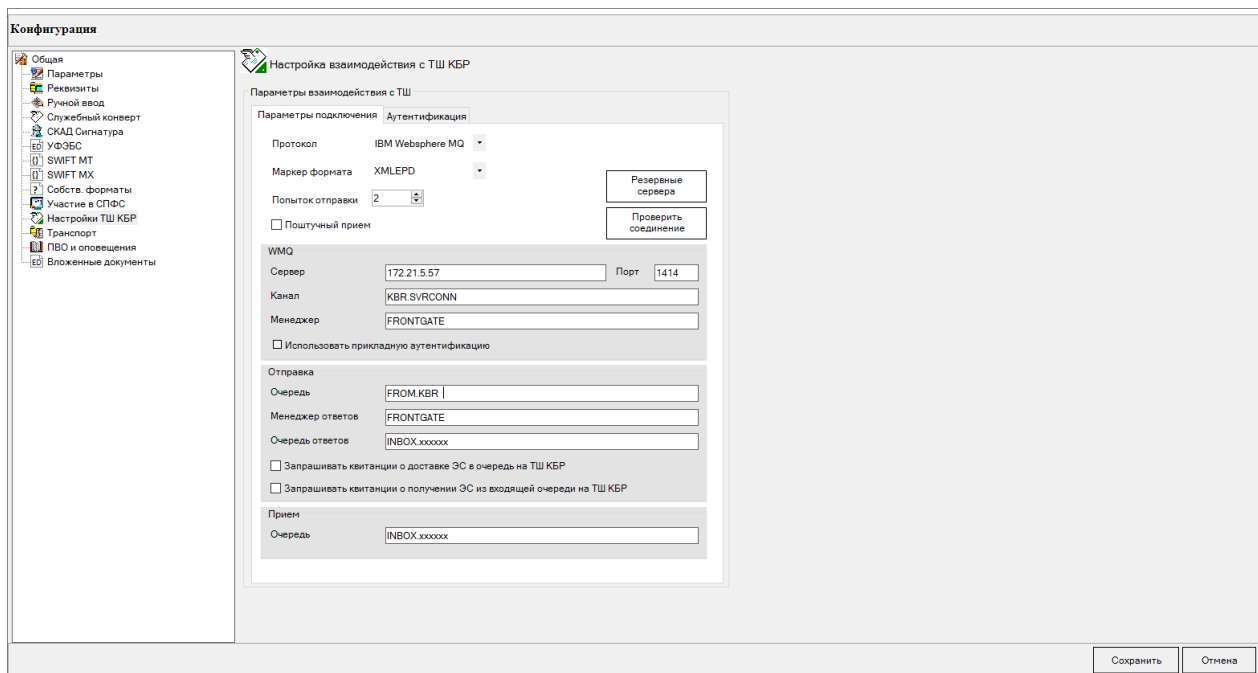 Конфигурация
Общая
Параметры
Реквизиты
Ручной ввод
Служебный конверт
СКАД Сигнатура
УФЭБС
SWIFT MT
SWIFT MX
Собств. форматы
Участие в СПФС
Настройки ТШ КБР
Транспорт
ПВО и оповещения
Вложенные документы
Настройка взаимодействия с ТШ КБР
Параметры взаимодействия с ТШ
Параметры подключения Аутентификация
Протокол IBM Websphere MQ
Маркер формата XMLEPD
Попыток отправки 2
Поштучный прием
Резервные
сервера
Проверить
соединение
WMQ
Сервер 172.21.5.57 Порт 1414
Канал KBR.SVRCONN
Менеджер FRONTGATE
Использовать прикладную аутентификацию
Отправка
Очередь FROM.KBR
Менеджер ответов FRONTGATE
Очередь ответов INBOX.xxxxxx
Запрашивать квитанции о доставке ЭС в очередь на ТШ КБР
Запрашивать квитанции о получении ЭС из входящей очереди на ТШ КБР
Прием
Очередь INBOX.xxxxxx
Сохранить Отмена